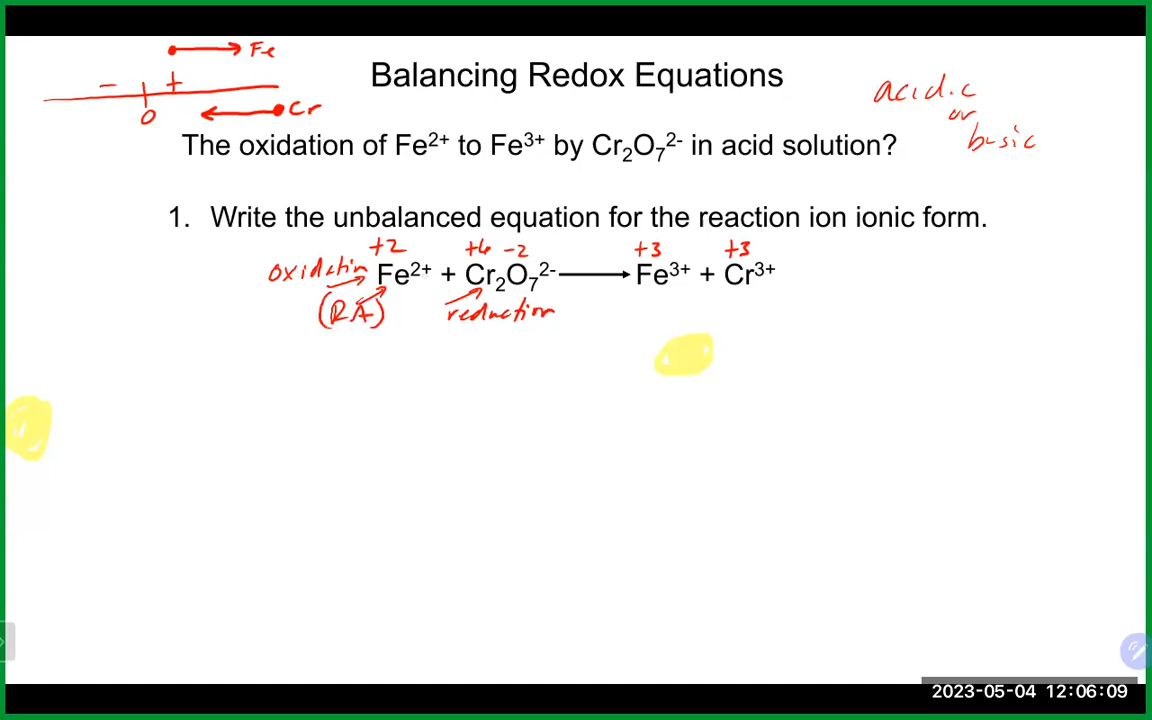 Fe
- +
0
Cr
Balancing Redox Equations
acidic
or
basic
The oxidation of Fe²⁺ to Fe³⁺ by Cr₂O₇²⁻ in acid solution?
1. Write the unbalanced equation for the reaction ion ionic form.
+2 +6 -2 +3 +3
oxidation Fe²⁺ + Cr₂O₇²⁻ → Fe³⁺ + Cr³⁺
(RA) reduction
2023-05-04 12:06:09